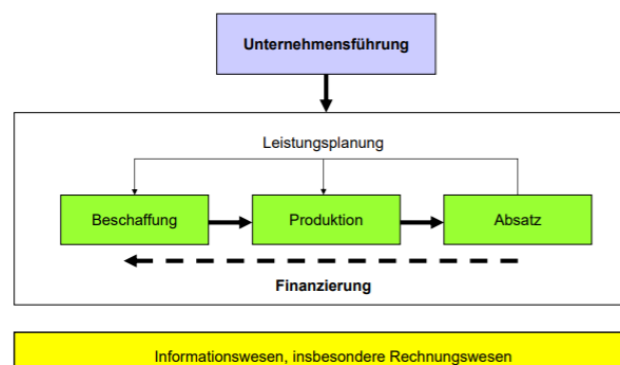 Unternehmensführung
Leistungsplanung
Beschaffung Produktion Absatz
Finanzierung
Informationswesen, insbesondere Rechnungswesen